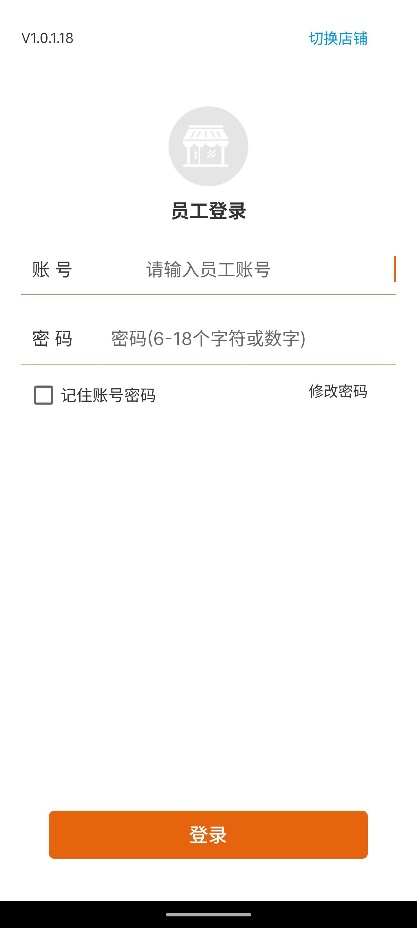 V1.0.1.18 切换店铺
员工登录
账 号 请输入员工账号
密 码 密码(6-18个字符或数字)
记住账号密码 修改密码
登录